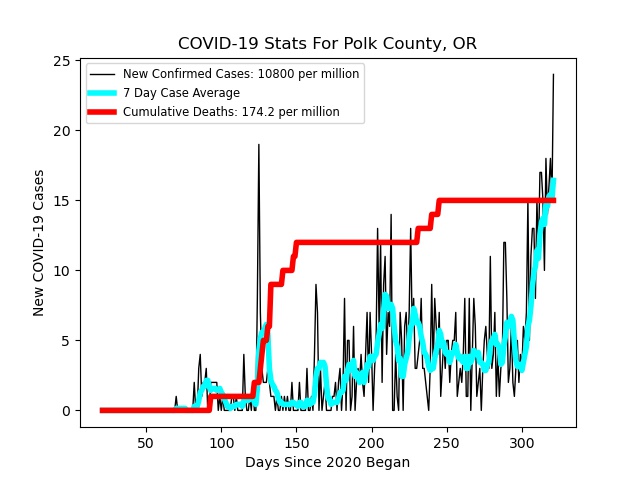 COVID-19 Stats For Polk County, OR
New Confirmed Cases: 10800 per million
7 Day Case Average
Cumulative Deaths: 174.2 per million
25
20
15
10
5
0
New COVID-19 Cases
50 100 150 200 250 300
Days Since 2020 Began